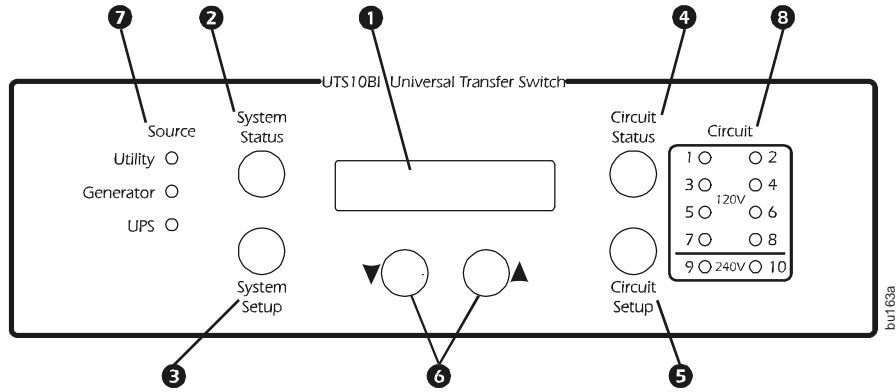 7 2 1 4 8
UTS10BI Universal Transfer Switch
Source
Utility
Generator
UPS
System
Status
System
Setup
▼ ▲
Circuit
Status
Circuit
Setup
Circuit
1 2
3 4
120V
5 6
7 8
9 240V 10
3 6 5
bu163a